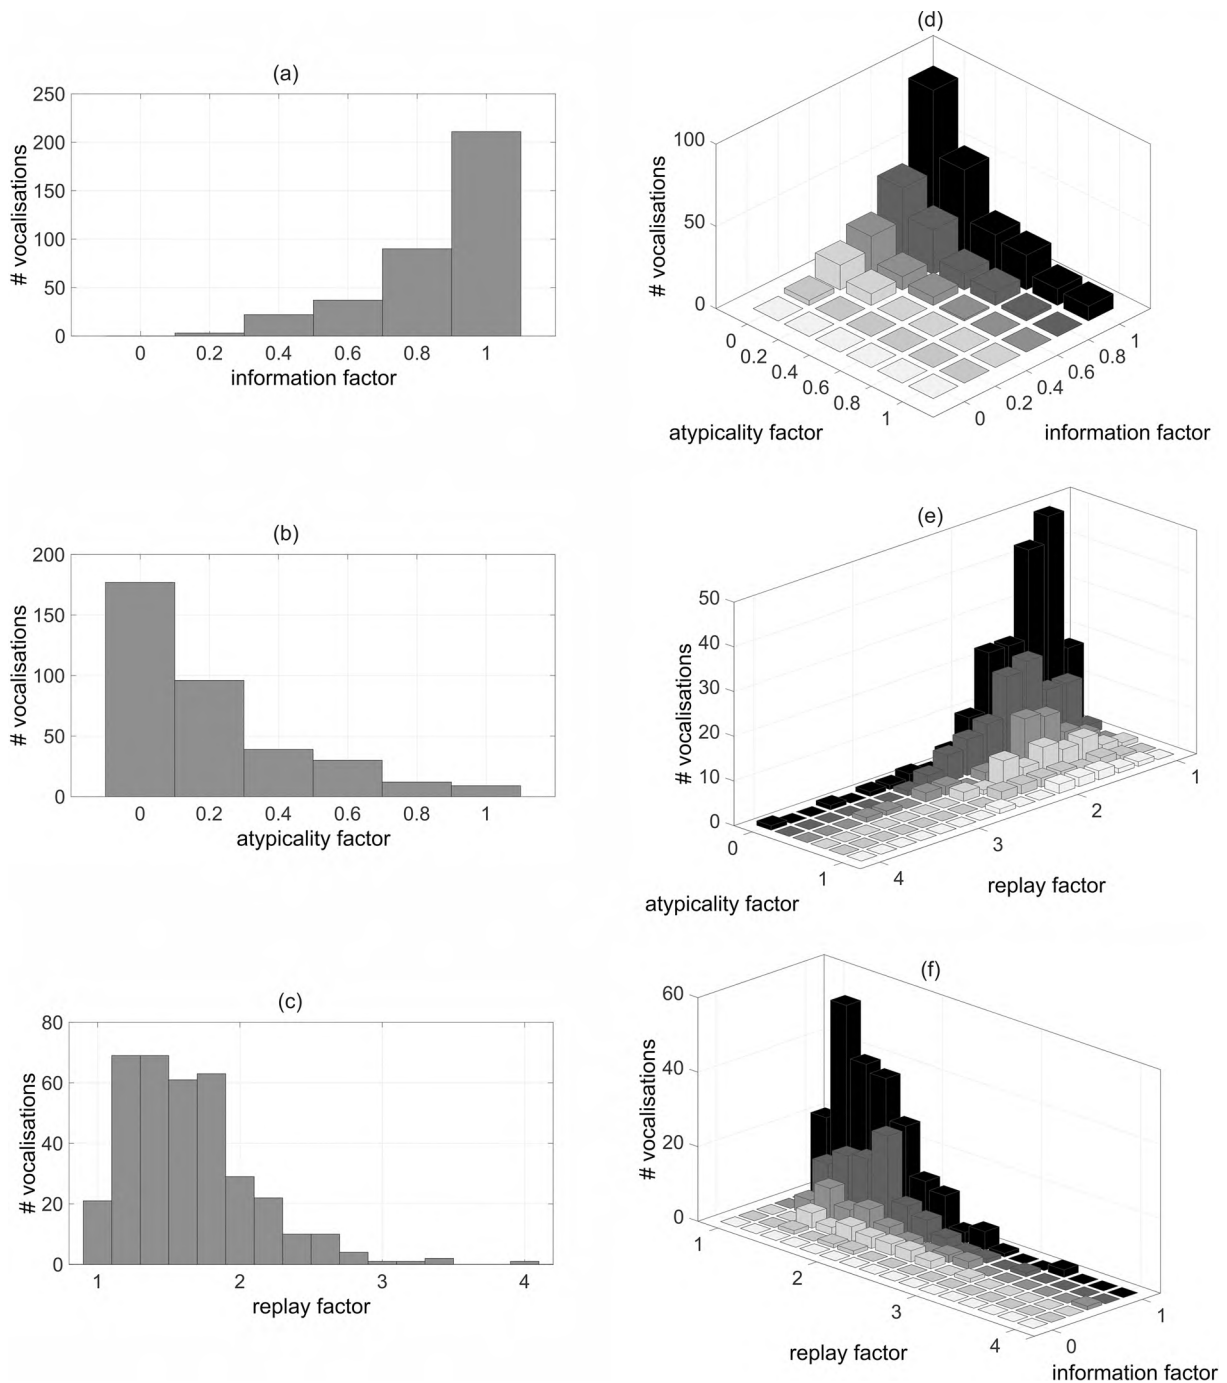 (a)
250
200
150
100
50
0
# vocalisations
0 0.2 0.4 0.6 0.8 1
information factor
(d)
100
50
0
# vocalisations
0 0.2 0.4 0.6 0.8 1
0 0.2 0.4 0.6 0.8 1
atypicality factor
information factor
(b)
200
150
100
50
0
# vocalisations
0 0.2 0.4 0.6 0.8 1
atypicality factor
(e)
50
40
30
20
10
0
# vocalisations
0 1
4 3 2 1
replay factor
atypicality factor
(c)
80
60
40
20
0
# vocalisations
1 2 3 4
replay factor
(f)
60
40
20
0
# vocalisations
1 2 3 4
0 1
replay factor
information factor